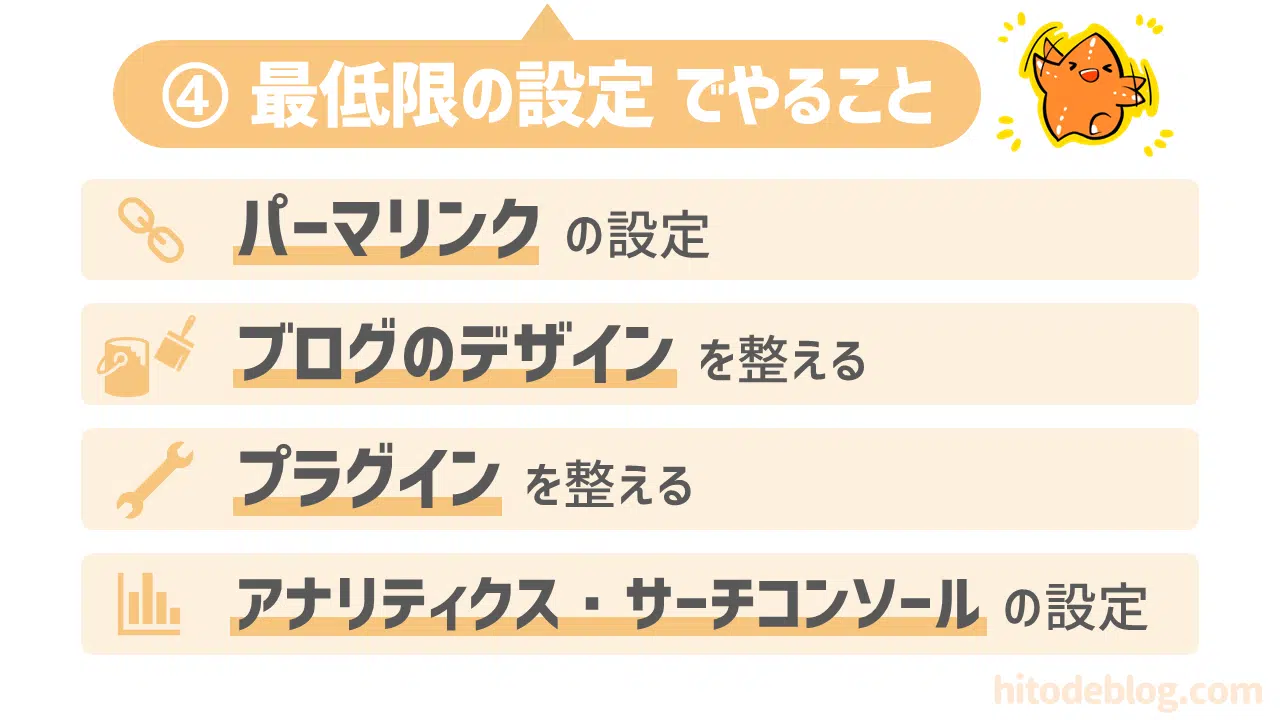 ④ 最低限の設定 でやること
パーマリンク の設定
ブログのデザイン を整える
プラグイン を整える
アナリティクス・サーチコンソール の設定
hitodeblog.com